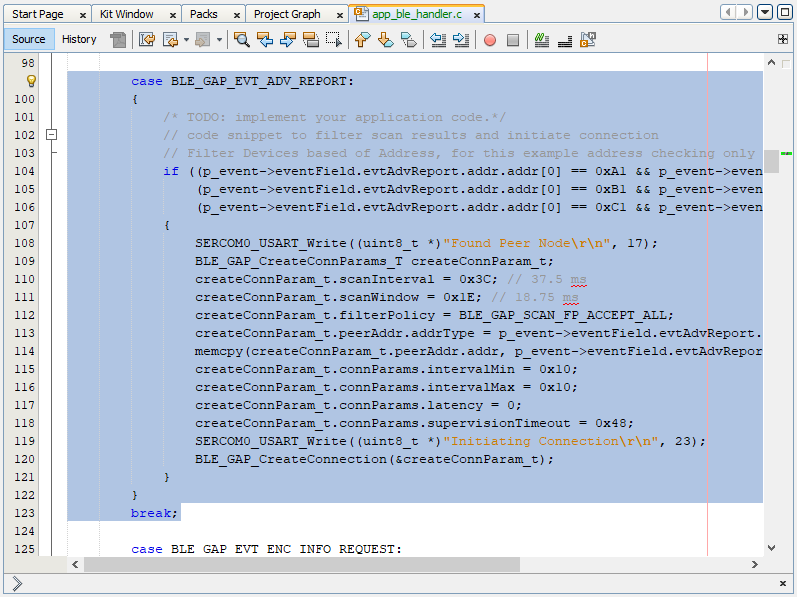 Start Page x Kit Window x Packs x Project Graph x app_ble_handler.c x
Source History
98
case BLE_GAP_EVT_ADV_REPORT:
100 {
101 /* TODO: implement your application code.*/
102 // code snippet to filter scan results and initiate connection
103 // Filter Devices based of Address, for this example address checking only
104 if ((p_event->eventField.evtAdvReport.addr.addr[0] == 0xA1 && p_event->even
105 (p_event->eventField.evtAdvReport.addr.addr[0] == 0xB1 && p_event->even
106 (p_event->eventField.evtAdvReport.addr.addr[0] == 0xC1 && p_event->even
107 {
108 SERCOM0_USART_Write((uint8_t *)"Found Peer Node\r\n", 17);
109 BLE_GAP_CreateConnParams_T createConnParam_t;
110 createConnParam_t.scanInterval = 0x3C; // 37.5 ms
111 createConnParam_t.scanWindow = 0x1E; // 18.75 ms
112 createConnParam_t.filterPolicy = BLE_GAP_SCAN_FP_ACCEPT_ALL;
113 createConnParam_t.peerAddr.addrType = p_event->eventField.evtAdvReport.
114 memcpy(createConnParam_t.peerAddr.addr, p_event->eventField.evtAdvRepor
115 createConnParam_t.connParams.intervalMin = 0x10;
116 createConnParam_t.connParams.intervalMax = 0x10;
117 createConnParam_t.connParams.latency = 0;
118 createConnParam_t.connParams.supervisionTimeout = 0x48;
119 SERCOM0_USART_Write((uint8_t *)"Initiating Connection\r\n", 23);
120 BLE_GAP_CreateConnection(&createConnParam_t);
121 }
122 }
123 break;
124
125 case BLE_GAP_EVT_ENC_INFO_REQUEST: